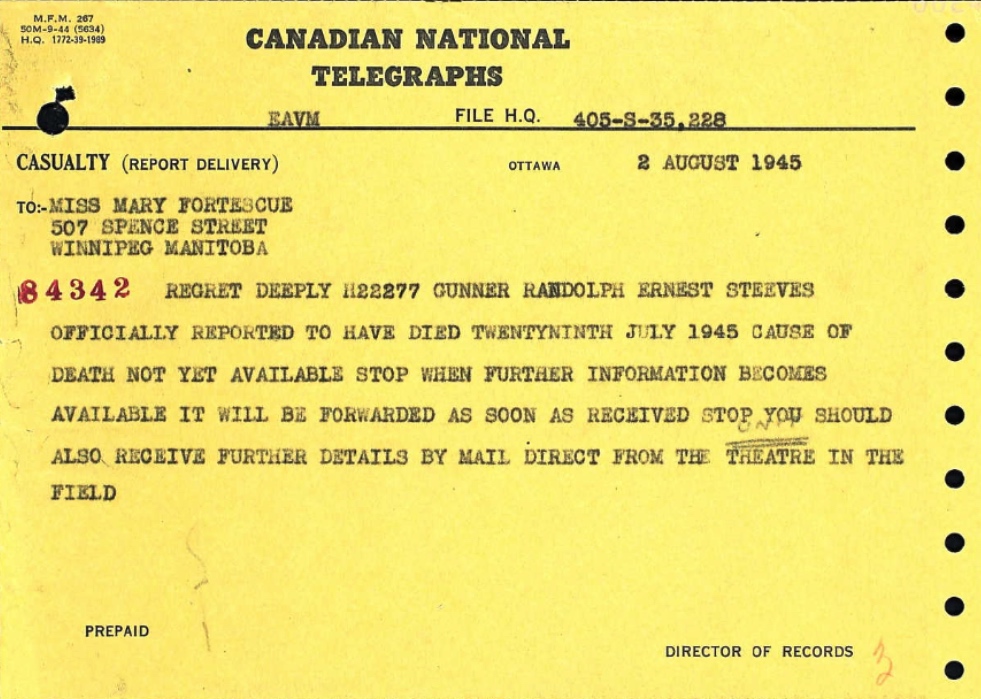 M.F.M. 267
50M-9-44 (5634)
H.Q. 1772-39-1989
CANADIAN NATIONAL
TELEGRAPHS
EAVM FILE H.Q. 405-S-35,228
CASUALTY (REPORT DELIVERY) OTTAWA 2 AUGUST 1945
TO:- MISS MARY FORTESCUE
507 SPENCE STREET
WINNIPEG MANITOBA
84342 REGRET DEEPLY H22277 GUNNER RANDOLPH ERNEST STEEVES
OFFICIALLY REPORTED TO HAVE DIED TWENTYNINTH JULY 1945 CAUSE OF
DEATH NOT YET AVAILABLE STOP WHEN FURTHER INFORMATION BECOMES
AVAILABLE IT WILL BE FORWARDED AS SOON AS RECEIVED STOP YOU SHOULD
ALSO RECEIVE FURTHER DETAILS BY MAIL DIRECT FROM THE THEATRE IN THE
FIELD
PREPAID
DIRECTOR OF RECORDS 3